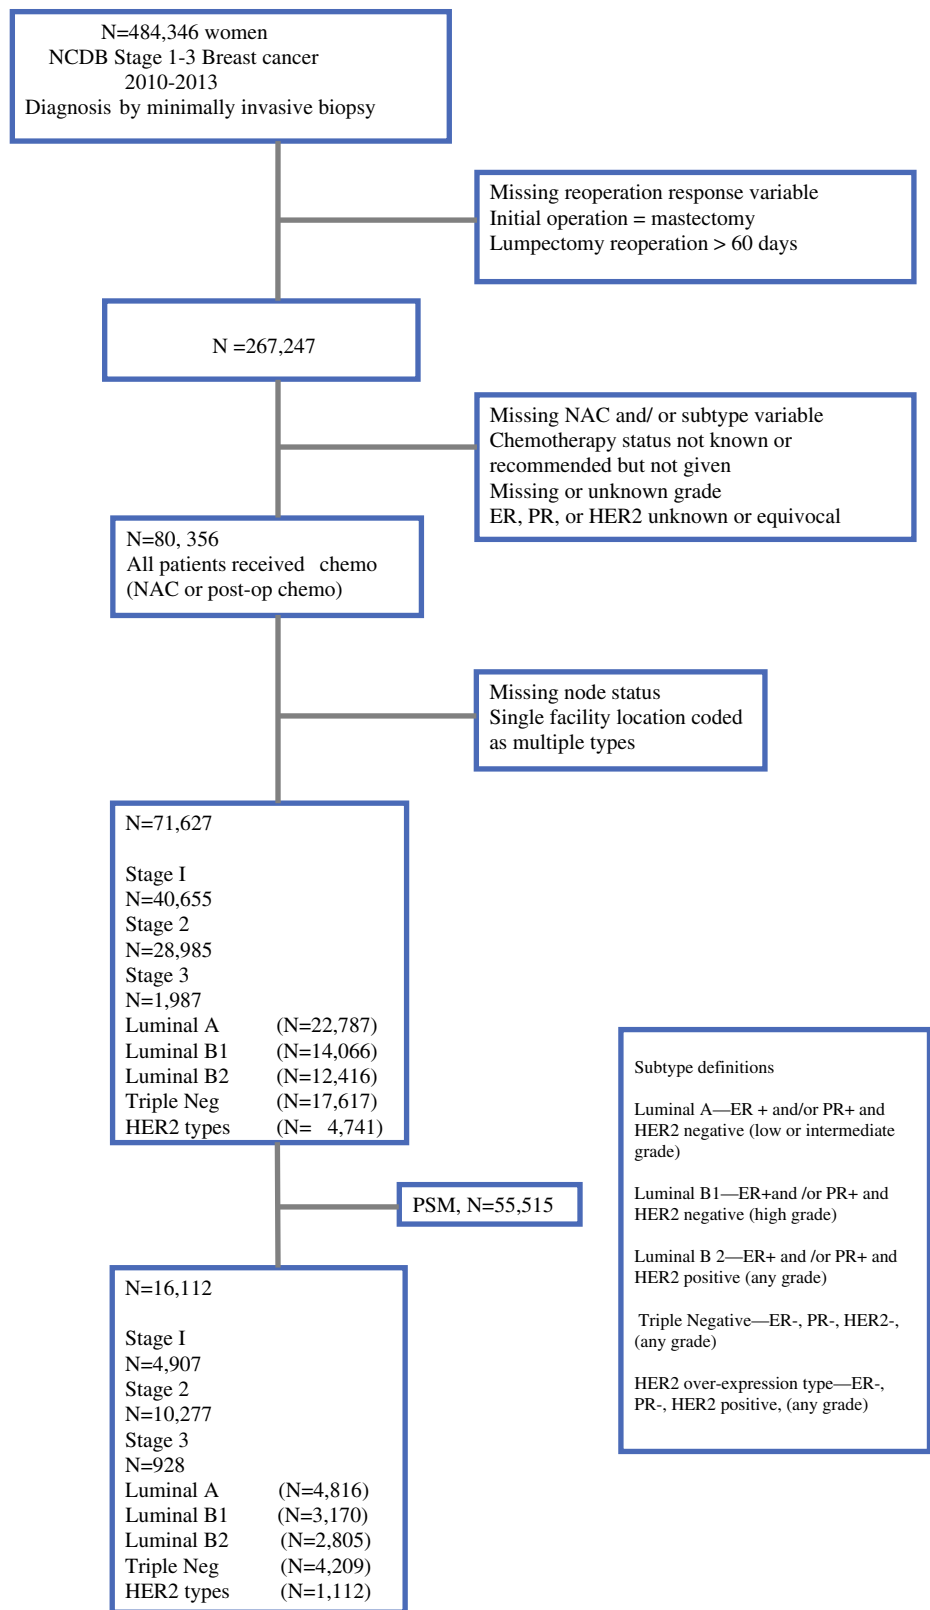 N=484,346 women
NCDB Stage 1-3 Breast cancer
2010-2013
Diagnosis by minimally invasive biopsy
Missing reoperation response variable
Initial operation = mastectomy
Lumpectomy reoperation > 60 days
N =267,247
Missing NAC and/ or subtype variable
Chemotherapy status not known or
recommended but not given
Missing or unknown grade
ER, PR, or HER2 unknown or equivocal
N=80, 356
All patients received chemo
(NAC or post-op chemo)
Missing node status
Single facility location coded
as multiple types
N=71,627
Stage I
N=40,655
Stage 2
N=28,985
Stage 3
N=1,987
Luminal A (N=22,787)
Luminal B1 (N=14,066)
Luminal B2 (N=12,416)
Triple Neg (N=17,617)
HER2 types (N= 4,741)
PSM, N=55,515
N=16,112
Stage I
N=4,907
Stage 2
N=10,277
Stage 3
N=928
Luminal A (N=4,816)
Luminal B1 (N=3,170)
Luminal B2 (N=2,805)
Triple Neg (N=4,209)
HER2 types (N=1,112)
Subtype definitions
Luminal A—ER + and/or PR+ and
HER2 negative (low or intermediate
grade)
Luminal B1—ER+and /or PR+ and
HER2 negative (high grade)
Luminal B 2—ER+ and /or PR+ and
HER2 positive (any grade)
Triple Negative—ER-, PR-, HER2-,
(any grade)
HER2 over-expression type—ER-,
PR-, HER2 positive, (any grade)